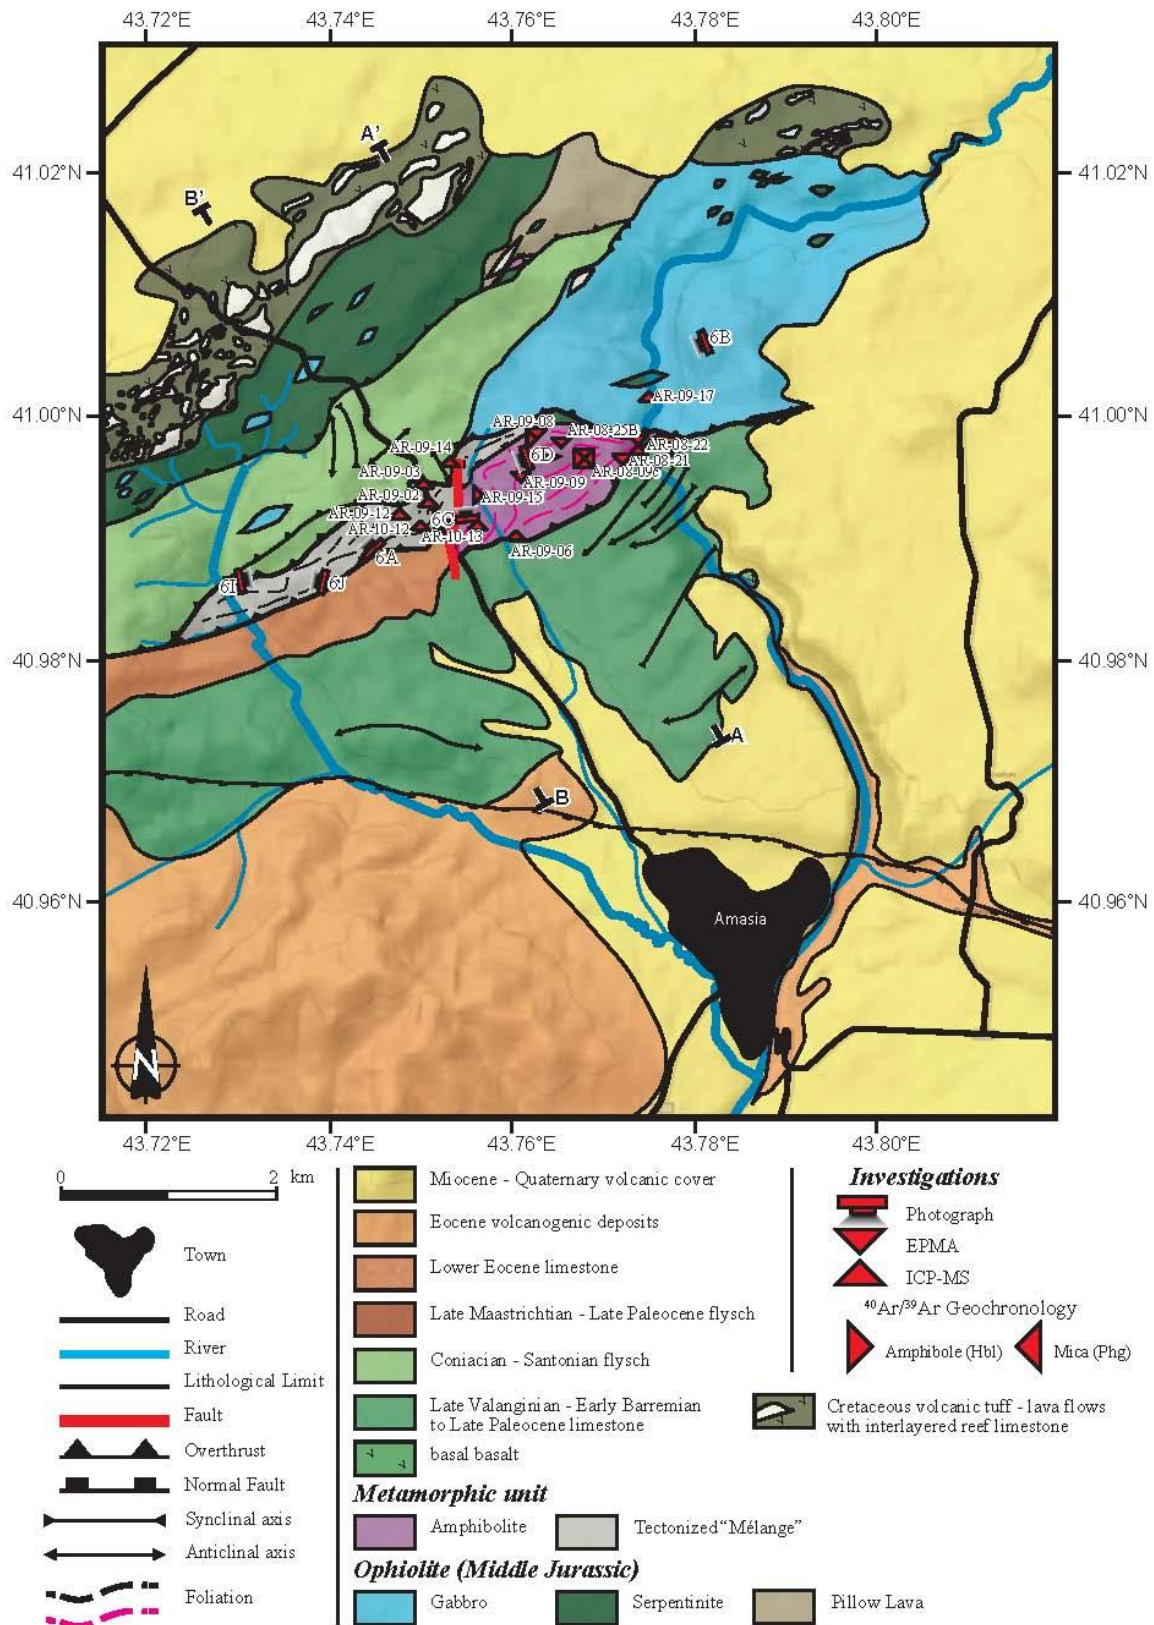 43.72°E 43.74°E 43.76°E 43.78°E 43.80°E
41.02°N 41.02°N
A'
B'
6B
41.00°N 41.00°N
AR-09-17
AR-09-08
AR-08-25B
AR-09-14
6D
AR-08-22
AR-08-21
AR-09-03
AR-09-09
AR-09-02
AR-09-15
AR-09-12
6C
AR-10-12
AR-10-13
6A
AR-09-06
6J
40.98°N 40.98°N
A
B
40.96°N 40.96°N
Amasia
N
43.72°E 43.74°E 43.76°E 43.78°E 43.80°E
0 2 km
Town
Road
River
Lithological Limit
Fault
Overthrust
Normal Fault
Synclinal axis
Anticlinal axis
Foliation
Miocene - Quaternary volcanic cover
Eocene volcanogenic deposits
Lower Eocene limestone
Late Maastrichtian - Late Paleocene flysch
Coniacian - Santonian flysch
Late Valanginian - Early Barremian
to Late Paleocene limestone
basal basalt
Metamorphic unit
Amphibolite
Tectonized “Mélange”
Ophiolite (Middle Jurassic)
Gabbro
Serpentinite
Pillow Lava
Investigations
Photograph
EPMA
ICP-MS
⁴⁰Ar/³⁹Ar Geochronology
Amphibole (Hbl)
Mica (Phg)
Cretaceous volcanic tuff - lava flows
with interlayered reef limestone